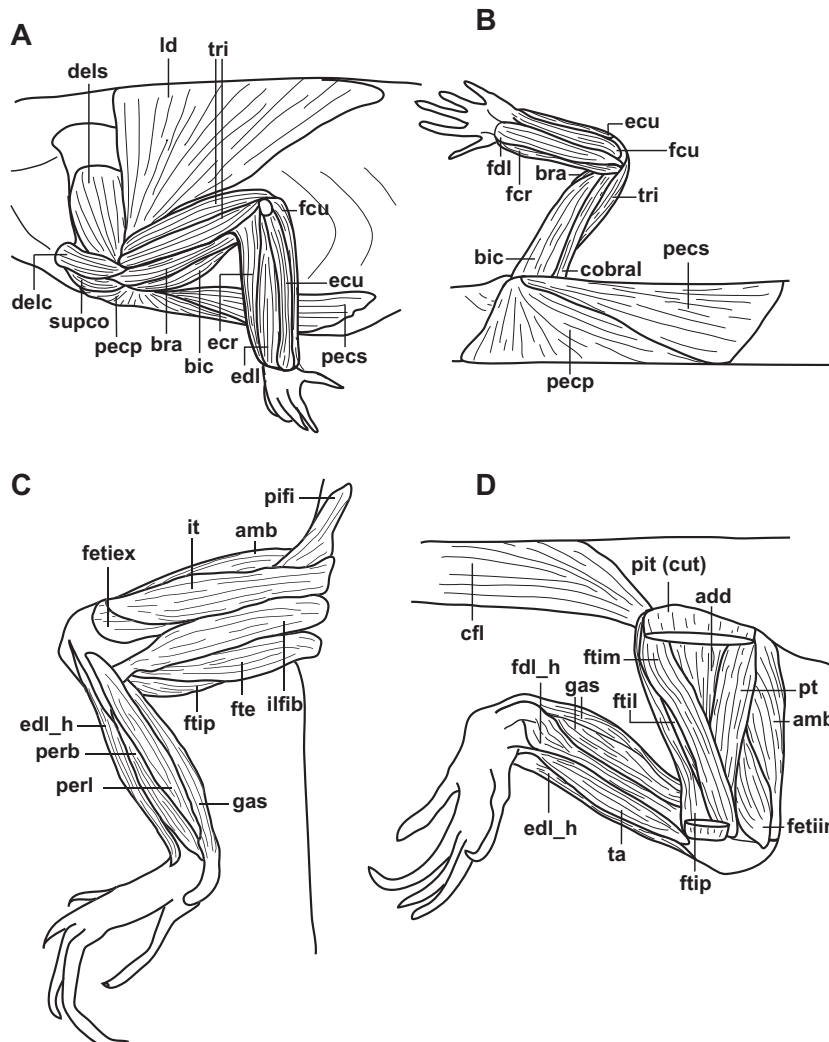 A
ld
tri
dels
fcu
ecu
delc
supco
pecp
bra
bic
ecr
edl
pecs
B
ecu
fcu
fdl
bra
fcr
tri
bic
cobral
pecs
pecp
C
pifi
it
amb
fetiex
edl_h
perb
perl
gas
ftip
fte
ilfib
D
pit (cut)
add
cfl
ftim
fdl_h
gas
ftil
pt
amb
edl_h
ta
ftip
fetiin